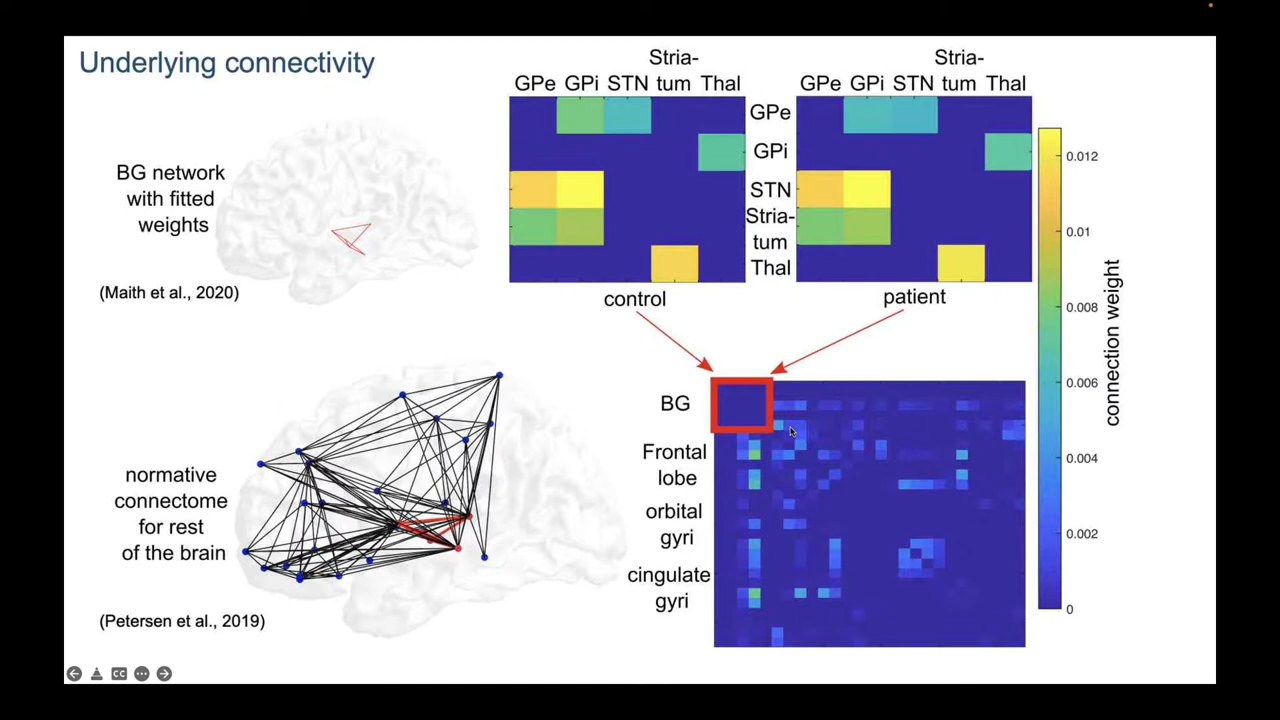 Underlying connectivity
BG network
with fitted
weights
(Maith et al., 2020)
Stria-
GPe GPi STN tum Thal
Stria-
GPe GPi STN tum Thal
GPe
GPi
STN
Stria-
tum
Thal
control
patient
0.012
0.01
0.008
0.006
0.004
0.002
0
connection weight
normative
connectome
for rest
of the brain
(Petersen et al., 2019)
BG
Frontal
lobe
orbital
gyri
cingulate
gyri
CC